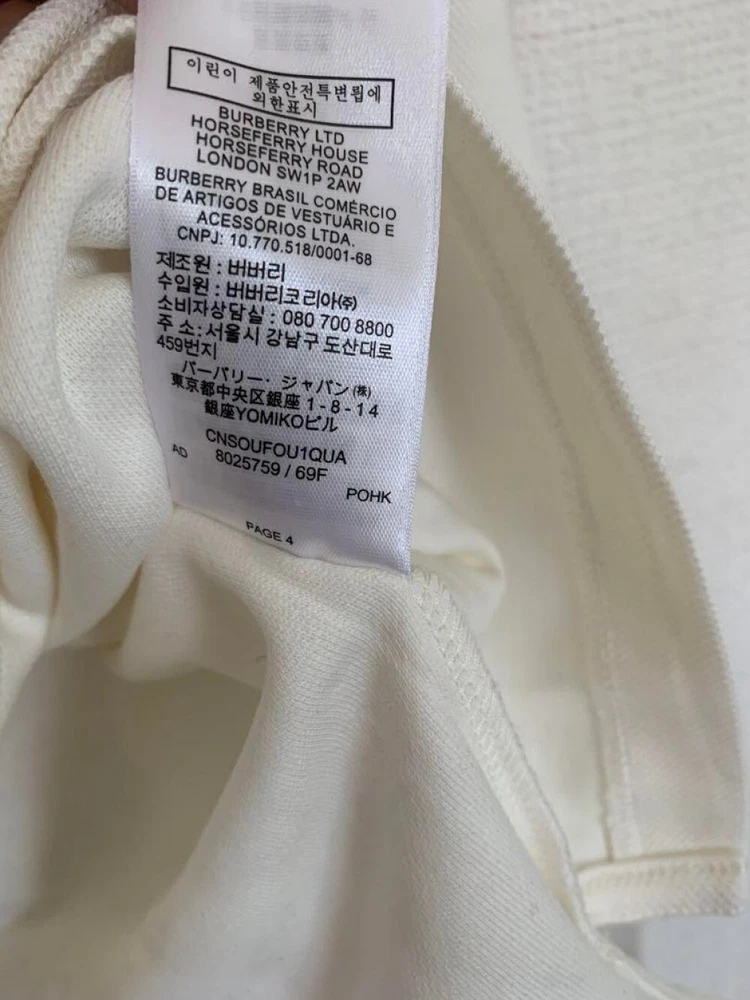 이린이 제품안전특변뢉에
외한표시
BURBERRY LTD
HORSEFERRY HOUSE
HORSEFERRY ROAD
LONDON SW1P 2AW
BURBERRY BRASIL COMÉRCIO
DE ARTIGOS DE VESTUÁRIO E
ACESSÓRIOS LTDA.
CNPJ: 10.770.518/0001-68
제조원 : 버버리
수입원 : 버버리코리아㈜
소비자상담실 : 080 700 8800
주 소: 서울시 강남구 도산대로
459번지
バーバリー・ジャパン㈱
東京都中央区銀座 1-8-14
銀座YOMIKOビル
CNSOUFOU1QUA
AD 8025759 / 69F
POHK
PAGE 4